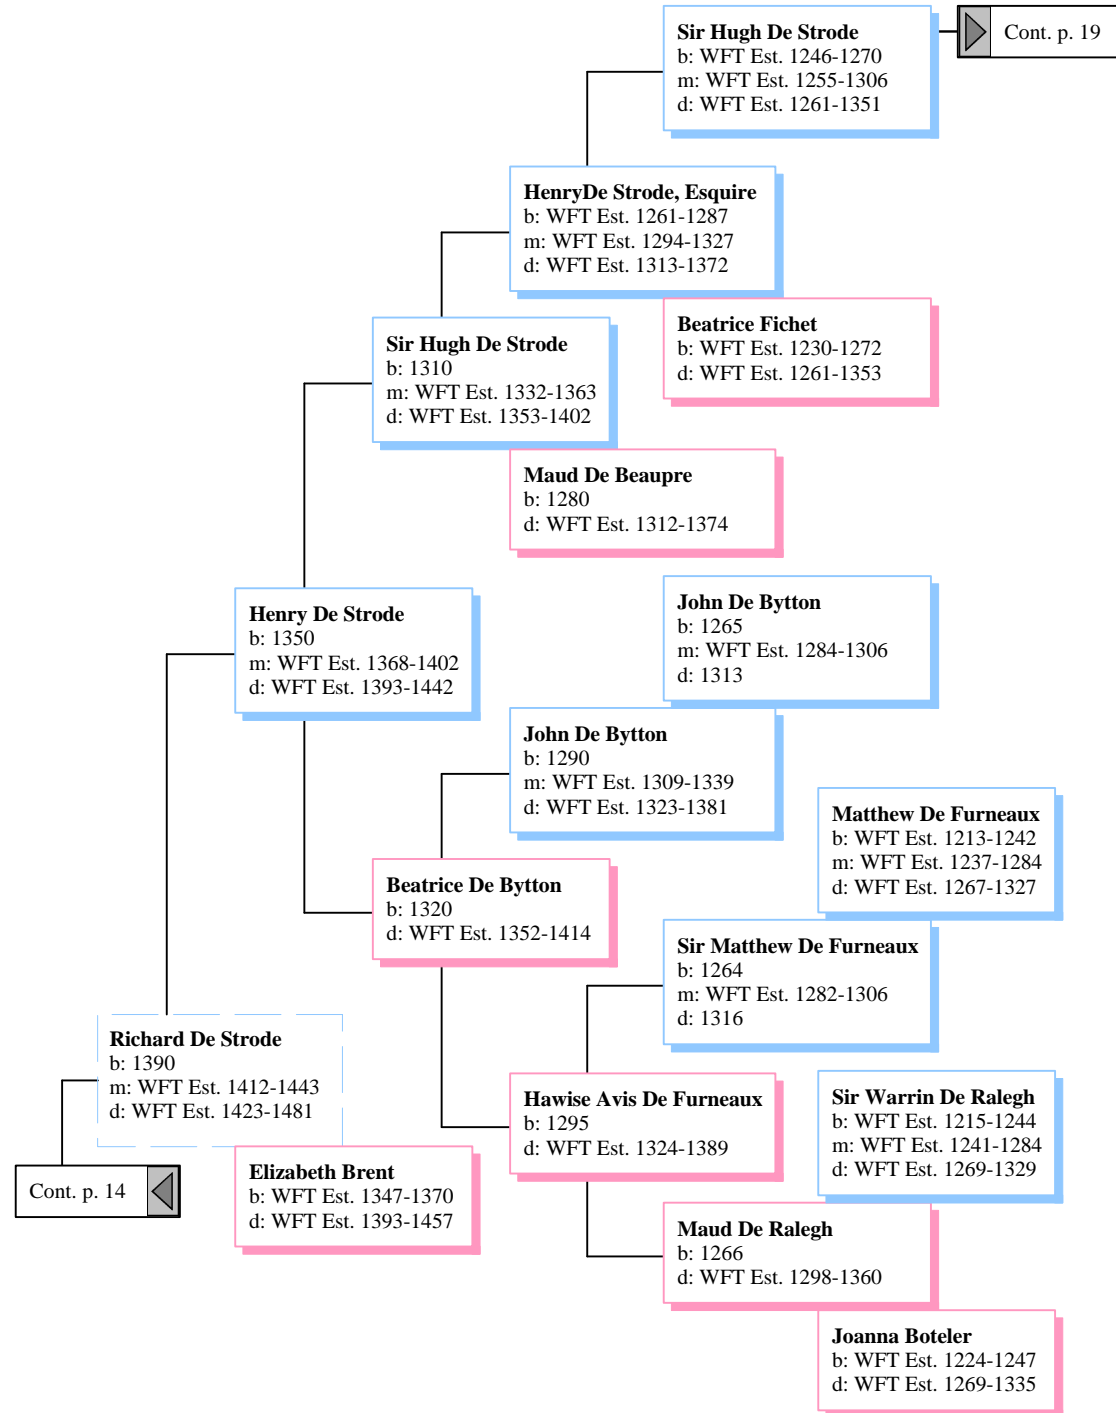 Sir Hugh De Strode
b: WFT Est. 1246-1270
m: WFT Est. 1255-1306
d: WFT Est. 1261-1351
Cont. p. 19
HenryDe Strode, Esquire
b: WFT Est. 1261-1287
m: WFT Est. 1294-1327
d: WFT Est. 1313-1372
Beatrice Fichet
b: WFT Est. 1230-1272
d: WFT Est. 1261-1353
Sir Hugh De Strode
b: 1310
m: WFT Est. 1332-1363
d: WFT Est. 1353-1402
Maud De Beaupre
b: 1280
d: WFT Est. 1312-1374
Henry De Strode
b: 1350
m: WFT Est. 1368-1402
d: WFT Est. 1393-1442
John De Bytton
b: 1265
m: WFT Est. 1284-1306
d: 1313
John De Bytton
b: 1290
m: WFT Est. 1309-1339
d: WFT Est. 1323-1381
Matthew De Furneaux
b: WFT Est. 1213-1242
m: WFT Est. 1237-1284
d: WFT Est. 1267-1327
Beatrice De Bytton
b: 1320
d: WFT Est. 1352-1414
Sir Matthew De Furneaux
b: 1264
m: WFT Est. 1282-1306
d: 1316
Richard De Strode
b: 1390
m: WFT Est. 1412-1443
d: WFT Est. 1423-1481
Hawise Avis De Furneaux
b: 1295
d: WFT Est. 1324-1389
Sir Warrin De Ralegh
b: WFT Est. 1215-1244
m: WFT Est. 1241-1284
d: WFT Est. 1269-1329
Cont. p. 14
Elizabeth Brent
b: WFT Est. 1347-1370
d: WFT Est. 1393-1457
Maud De Ralegh
b: 1266
d: WFT Est. 1298-1360
Joanna Boteler
b: WFT Est. 1224-1247
d: WFT Est. 1269-1335